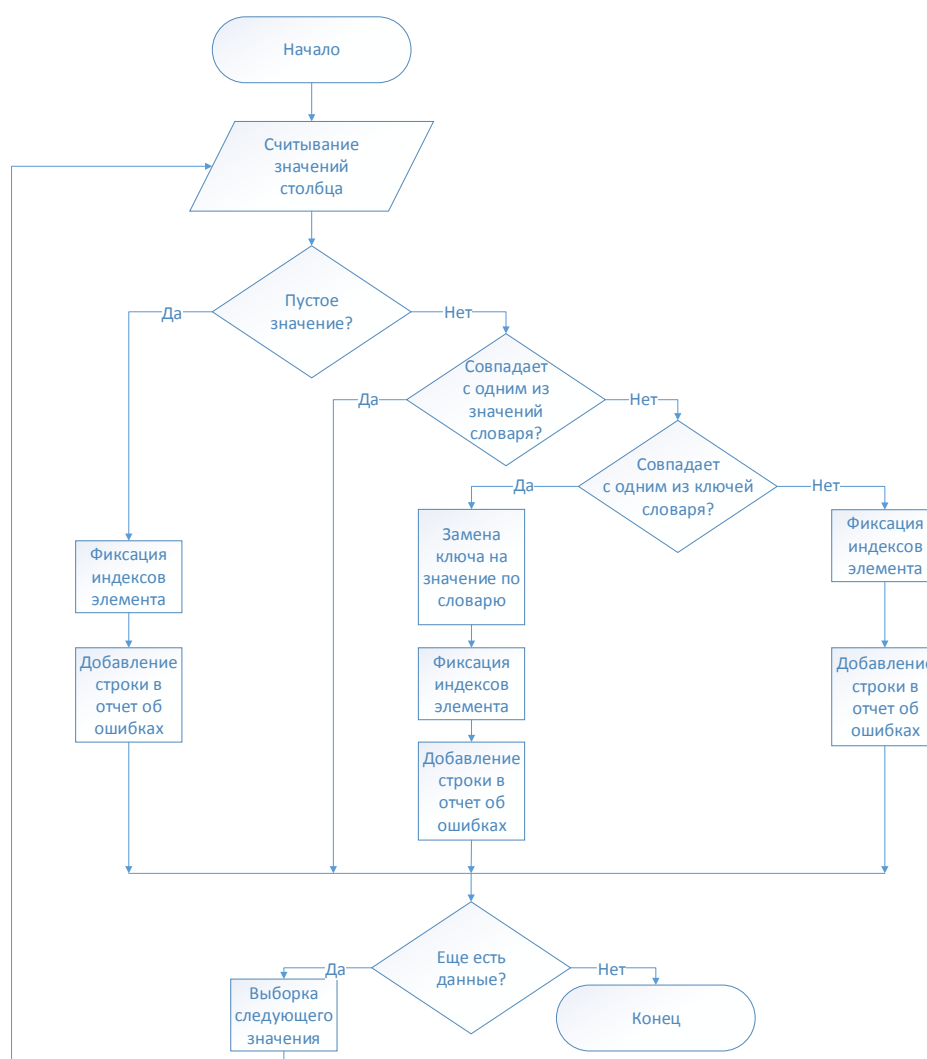 Начало
Считывание
значений
столбца
Пустое
значение?
Да
Нет
Совпадает
с одним из
значений
словаря?
Да
Нет
Совпадает
с одним из ключей
словаря?
Да
Нет
Замена
ключа на
значение по
словарю
Фиксация
индексов
элемента
Фиксация
индексов
элемента
Добавление
строки в
отчет об
ошибках
Фиксация
индексов
элемента
Добавление
строки в
отчет об
ошибках
Добавление
строки в
отчет об
ошибках
Еще есть
данные?
Да
Нет
Выборка
следующего
значения
Конец